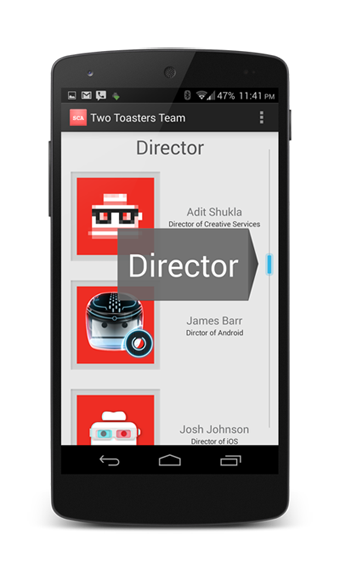 47% 11:41 PM
SCA Two Toasters Team
Director
Adit Shukla
Director of Creative Services
Director
James Barr
Dirctor of Android
Josh Johnson
Director of iOS